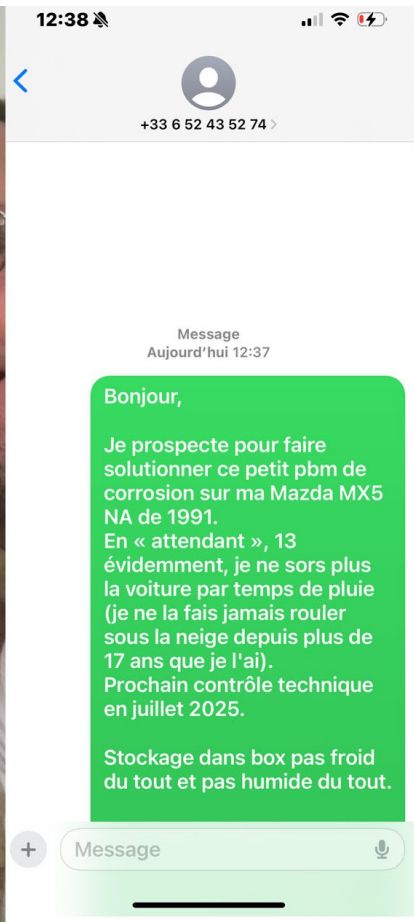 12:38
+33 6 52 43 52 74
Message
Aujourd'hui 12:37
Bonjour,
Je prospecte pour faire
solutionner ce petit pbm de
corrosion sur ma Mazda MX5
NA de 1991.
En « attendant », 13
évidemment, je ne sors plus
la voiture par temps de pluie
(je ne la fais jamais rouler
sous la neige depuis plus de
17 ans que je l'ai).
Prochain contrôle technique
en juillet 2025.
Stockage dans box pas froid
du tout et pas humide du tout.
Message